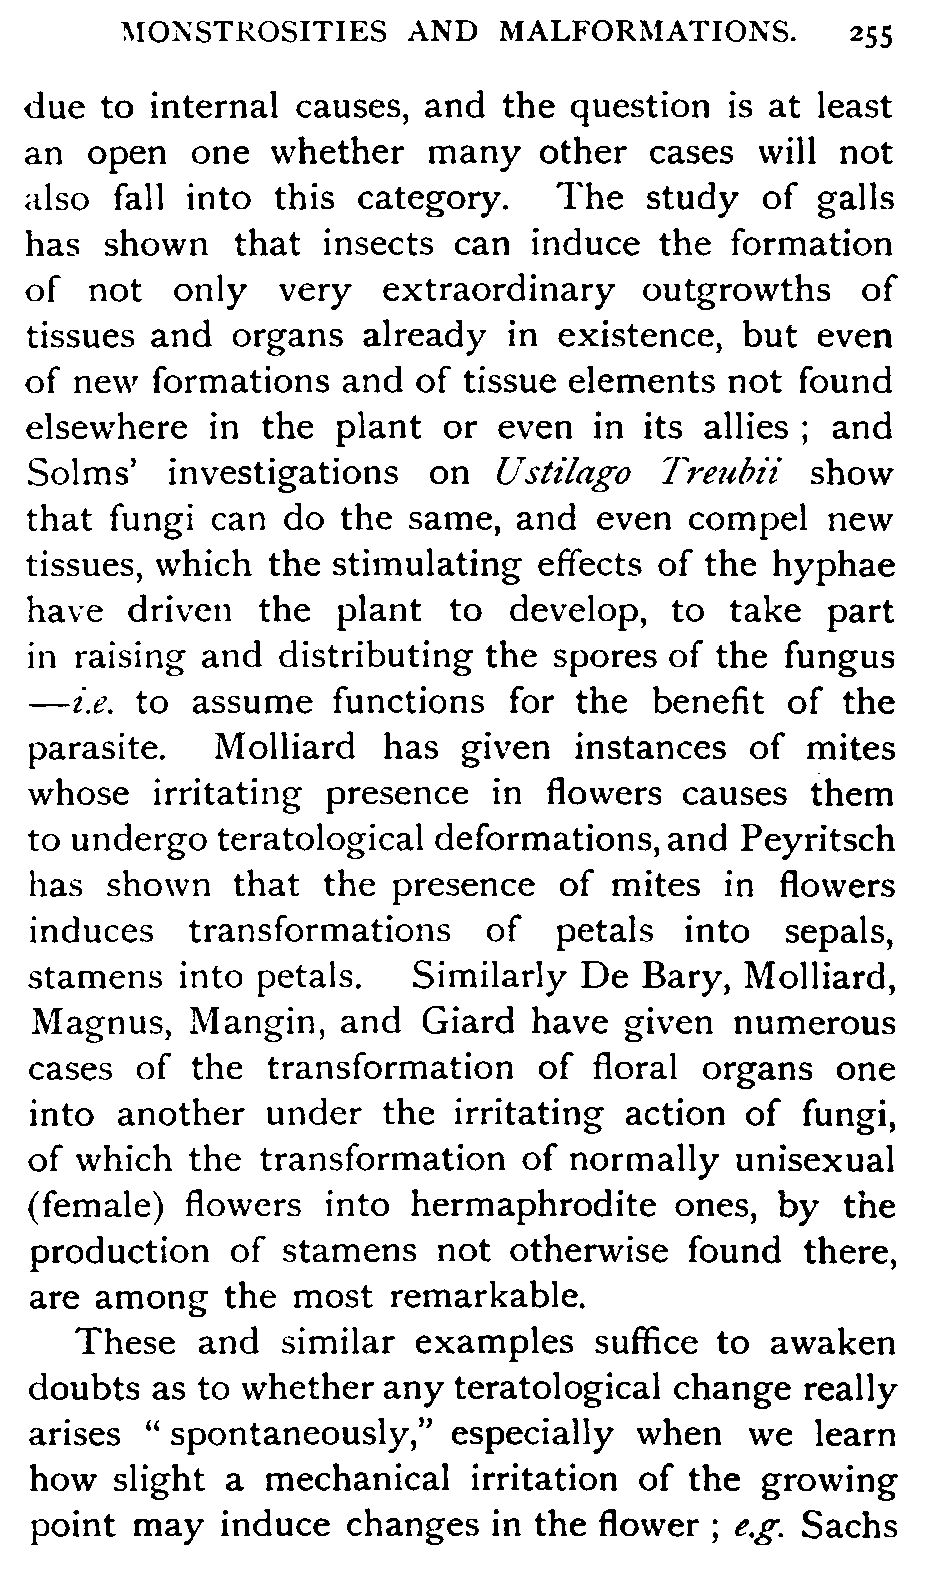 MONSTROSITIES AND MALFORMATIONS. 255
due to internal causes, and the question is at least
an open one whether many other cases will not
also fall into this category. The study of galls
has shown that insects can induce the formation
of not only very extraordinary outgrowths of
tissues and organs already in existence, but even
of new formations and of tissue elements not found
elsewhere in the plant or even in its allies ; and
Solms' investigations on Ustilago Treubii show
that fungi can do the same, and even compel new
tissues, which the stimulating effects of the hyphae
have driven the plant to develop, to take part
in raising and distributing the spores of the fungus
—i.e. to assume functions for the benefit of the
parasite. Molliard has given instances of mites
whose irritating presence in flowers causes them
to undergo teratological deformations, and Peyritsch
has shown that the presence of mites in flowers
induces transformations of petals into sepals,
stamens into petals. Similarly De Bary, Molliard,
Magnus, Mangin, and Giard have given numerous
cases of the transformation of floral organs one
into another under the irritating action of fungi,
of which the transformation of normally unisexual
(female) flowers into hermaphrodite ones, by the
production of stamens not otherwise found there,
are among the most remarkable.
These and similar examples suffice to awaken
doubts as to whether any teratological change really
arises “ spontaneously,” especially when we learn
how slight a mechanical irritation of the growing
point may induce changes in the flower ; e.g. Sachs